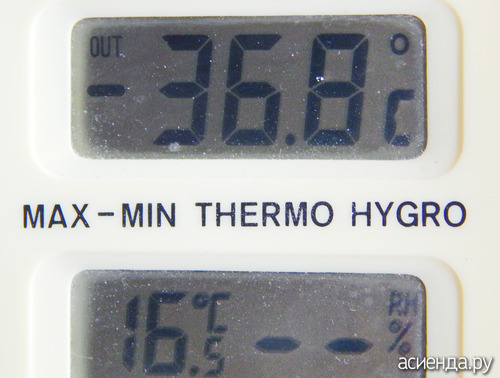 OUT
-36.8°C
MAX-MIN THERMO HYGRO
16.5°C -- RH%
асиенда.ру